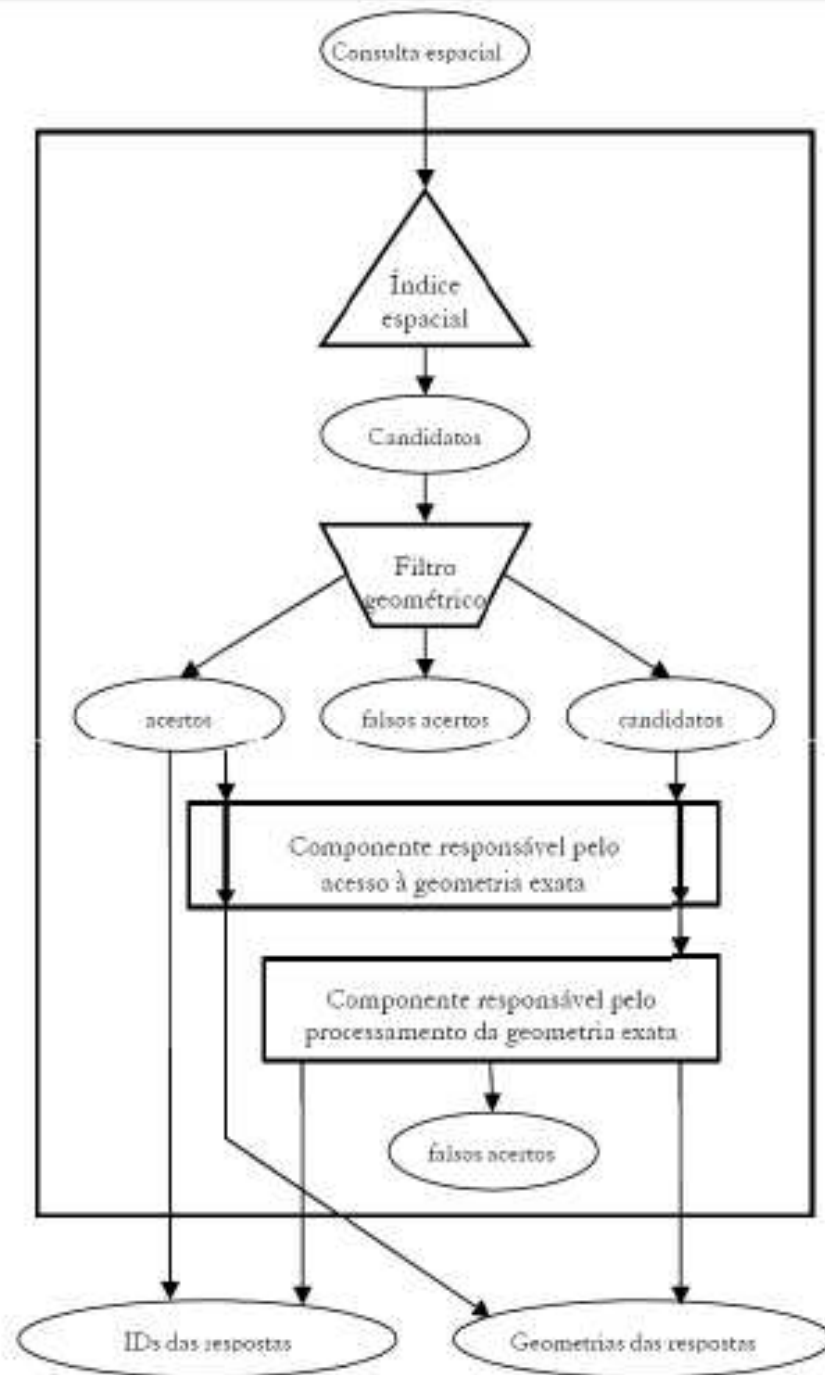 Consulta espacial
Índice
espacial
Candidatos
Filtro
geométrico
acertos
falsos acertos
candidatos
Componente responsável pelo
acesso à geometria exata
Componente responsável pelo
processamento da geometria exata
falsos acertos
IDs das respostas
Geometrias das respostas